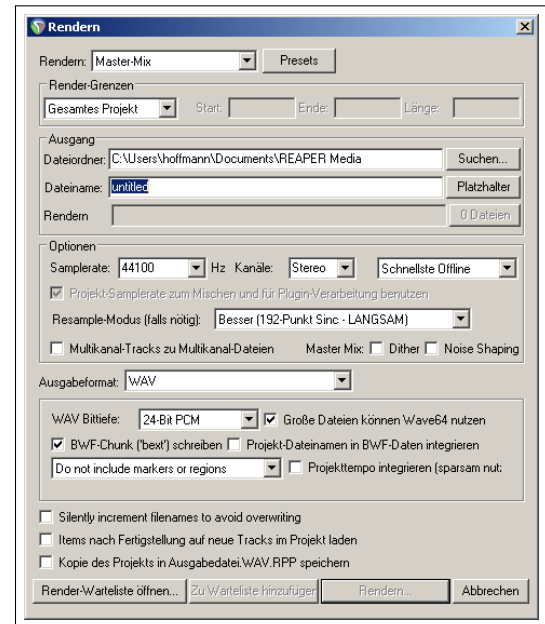 Rendern
Rendern: Master-Mix Presets
Render-Grenzen
Gesamtes Projekt Start: Ende: Länge:
Ausgang
Dateiordner: C:\Users\hoffmann\Documents\REAPER Media Suchen...
Dateiname: untitled Platzhalter
Rendern 0 Dateien
Optionen
Samplerate: 44100 Hz Kanäle: Stereo Schnellste Offline
Projekt-Samplerate zum Mischen und für Plugin-Verarbeitung benutzen
Resample-Modus (falls nötig): Besser (192-Punkt Sinc - LANGSAM)
Multikanal-Tracks zu Multikanal-Dateien Master Mix: Dither Noise Shaping
Ausgabeformat: WAV
WAV Bittiefe: 24-Bit PCM Große Dateien können Wave64 nutzen
BWF-Chunk ('bext') schreiben Projekt-Dateinamen in BWF-Daten integrieren
Do not include markers or regions Projekttempo integrieren (sparsam nut:
Silently increment filenames to avoid overwriting
Items nach Fertigstellung auf neue Tracks im Projekt laden
Kopie des Projekts in Ausgabedatei.WAV.RPP speichern
Render-Warteliste öffnen... Zu Warteliste hinzufügen Rendern... Abbrechen